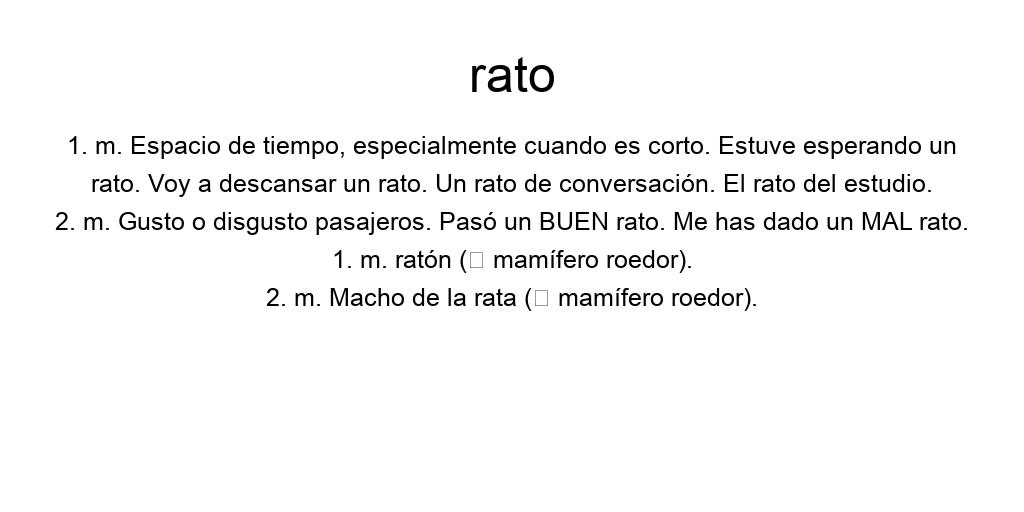 rato
1. m. Espacio de tiempo, especialmente cuando es corto. Estuve esperando un
rato. Voy a descansar un rato. Un rato de conversación. El rato del estudio.
2. m. Gusto o disgusto pasajeros. Pasó un BUEN rato. Me has dado un MAL rato.
1. m. ratón (□ mamífero roedor).
2. m. Macho de la rata (□ mamífero roedor).